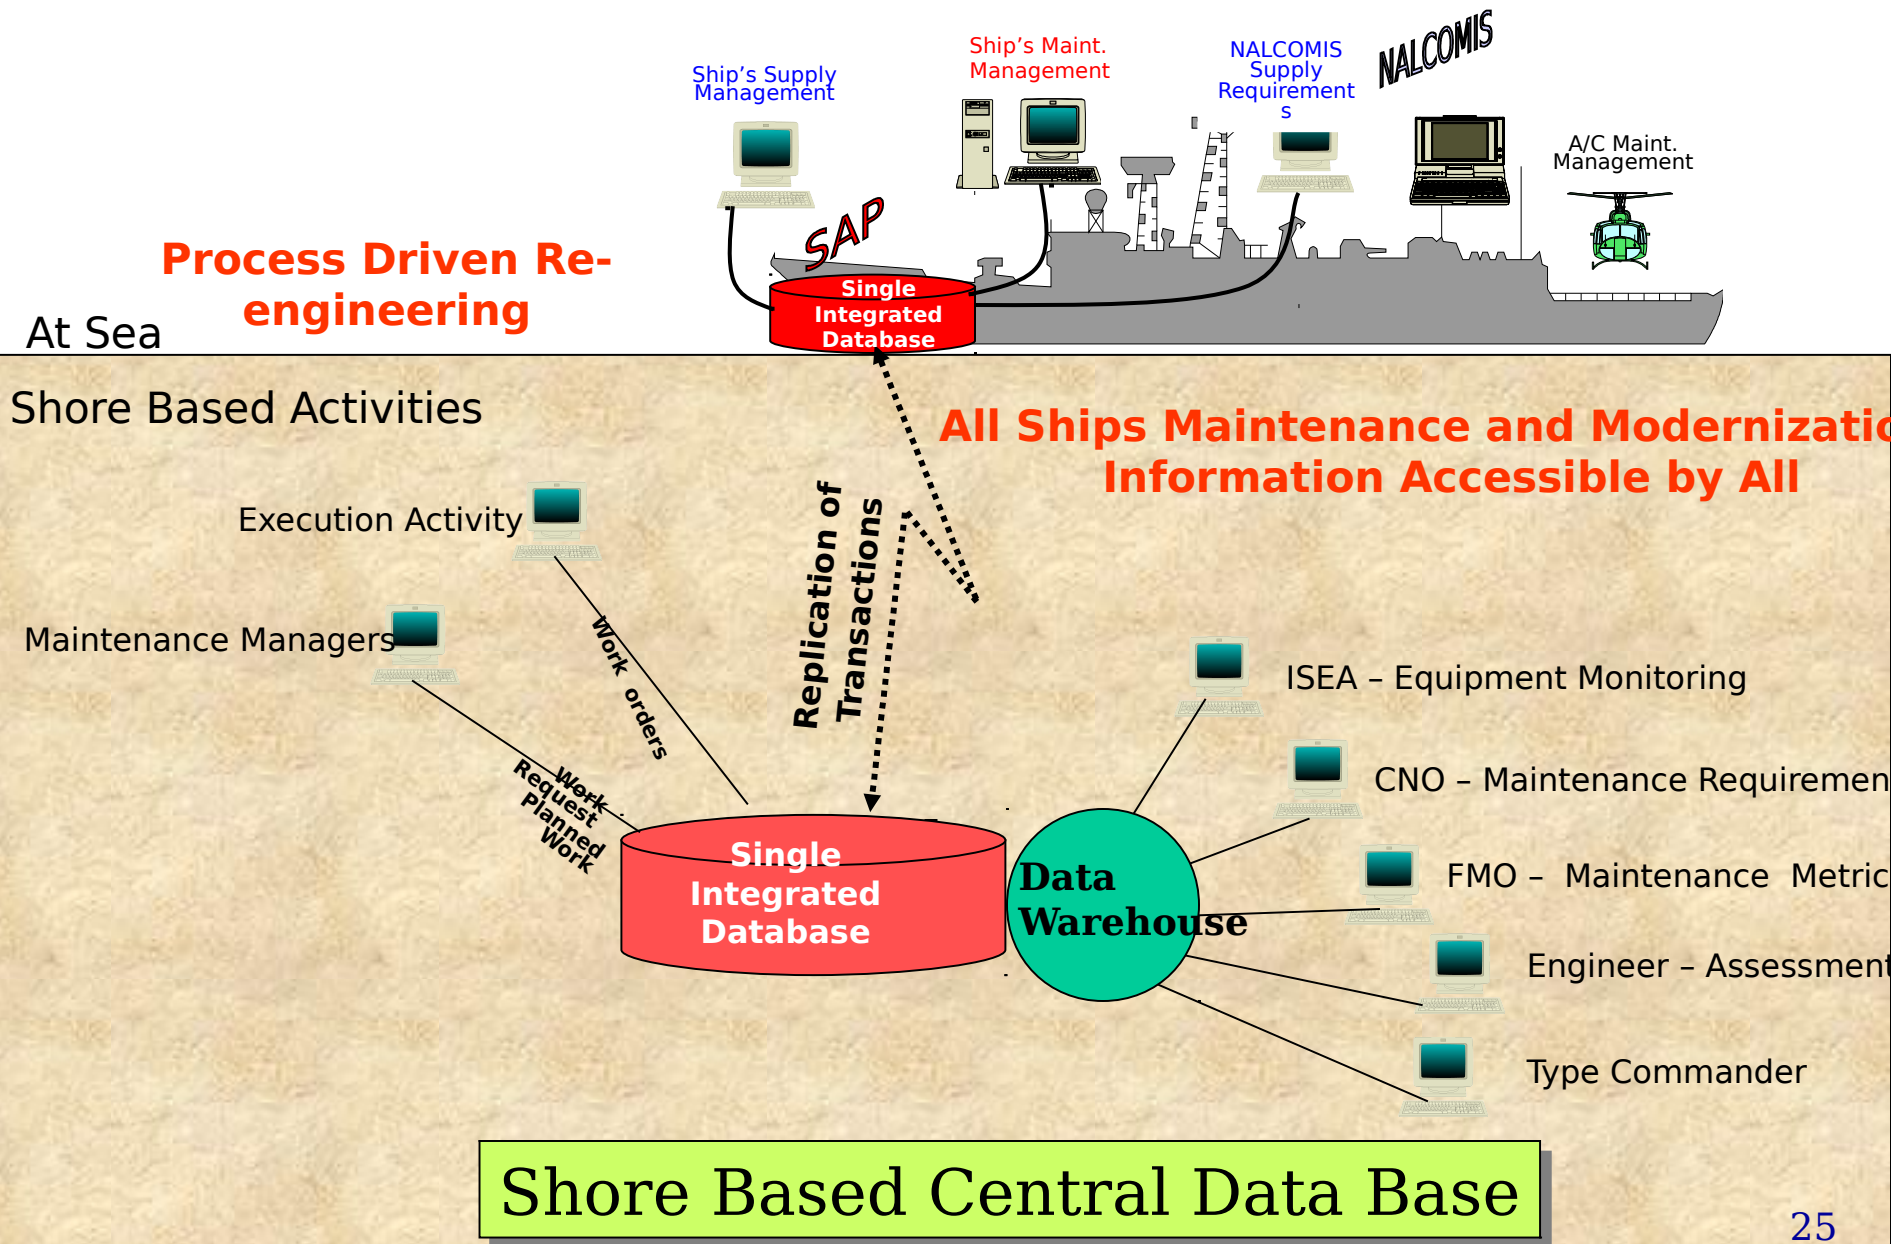 Ship’s Supply
Management
Ship’s Maint.
Management
NALCOMIS
Supply
Requirement
s
NALCOMIS
A/C Maint.
Management
SAP
Process Driven Re-
engineering
Single
Integrated
Database
At Sea
Shore Based Activities
All Ships Maintenance and Modernizatio
Information Accessible by All
Execution Activity
Maintenance Managers
Replication of
Transactions
Work orders
Work
Request
Planned
Work
ISEA – Equipment Monitoring
CNO – Maintenance Requiremen
FMO – Maintenance Metric
Engineer – Assessment
Type Commander
Single
Integrated
Database
Data
Warehouse
Shore Based Central Data Base
25